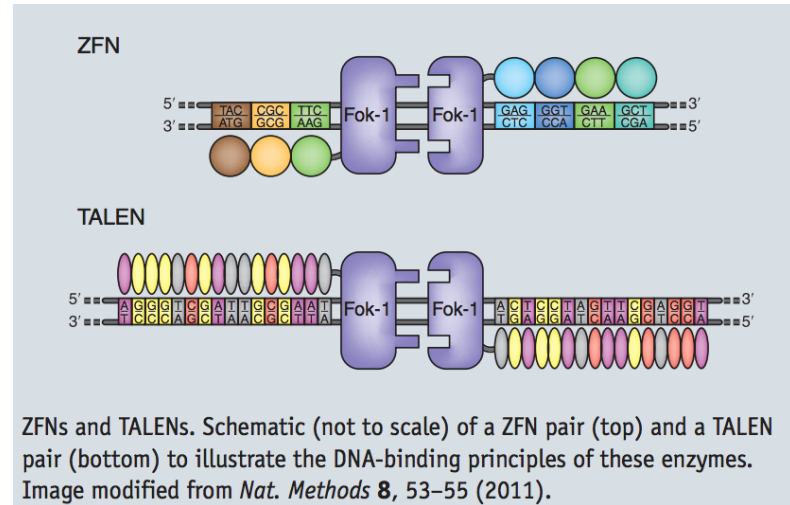 ZFN
5′ TAC CGC TTC Fok-1 Fok-1 GAG GGT GAA GCT 3′
3′ ATG GCG AAG CTC CCA CTT CGA 5′
TALEN
5′ A G G G T C G A T T G C G A A T Fok-1 Fok-1 A C T C C T A G T T C G A G G T 3′
3′ T C C C A G C T A A C G C T T A T G A G G A T C A A G C T C C A 5′
ZFNs and TALENs. Schematic (not to scale) of a ZFN pair (top) and a TALEN
pair (bottom) to illustrate the DNA-binding principles of these enzymes.
Image modified from Nat. Methods 8, 53–55 (2011).